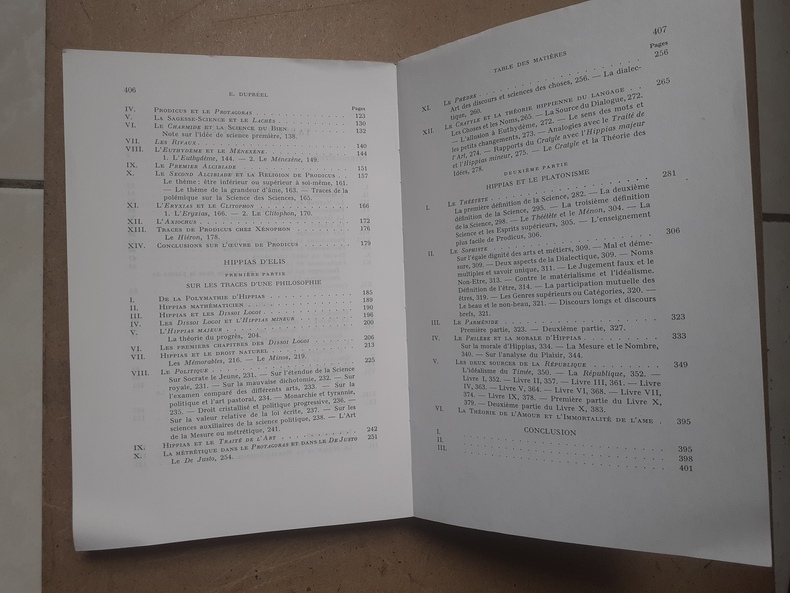 406
E. DUPRÉEL
Pages
IV. PRODICUS ET LE PROTAGORAS . . . 123
V. LA SAGESSE-SCIENCE ET LE LACHÈS . . . 130
VI. LE CHARMIDE ET LA SCIENCE DU BIEN . . . 132
Note sur l'idée de science première, 138.
VII. LES RIVAUX . . . 140
VIII. L'EUTHYDÈME ET LE MÉNEXÈNE . . . 144
1. L'Euthydème, 144. — 2. Le Ménexène, 149.
IX. LE PREMIER ALCIBIADE . . . 151
X. LE SECOND ALCIBIADE ET LA RELIGION DE PRODICUS . . . 157
Le thème : être inférieur ou supérieur à soi-même, 161.
— Le thème de la grandeur d'âme, 163. — Traces de la
polémique sur la Science des Sciences, 165.
XI. L'ERYXIAS ET LE CLITOPHON . . . 166
1. L'Eryxias, 166. — 2. Le Clitophon, 170.
XII. L'AXIOCHUS . . . 172
XIII. TRACES DE PRODICUS CHEZ XÉNOPHON . . . 176
Le Hiéron, 178.
XIV. CONCLUSIONS SUR L'ŒUVRE DE PRODICUS . . . 179
HIPPIAS D'ELIS
PREMIÈRE PARTIE
SUR LES TRACES D'UNE PHILOSOPHIE
I. DE LA POLYMATHIE D'HIPPIAS . . . 185
II. HIPPIAS MATHÉMATICIEN . . . 189
III. HIPPIAS ET LES DISSOI LOGOI . . . 190
IV. LES DISSOI LOGOI ET L'HIPPIAS MINEUR . . . 196
V. L'HIPPIAS MAJEUR . . . 200
La théorie du progrès, 204.
VI. LES PREMIERS CHAPITRES DES DISSOI LOGOI . . . 206
VII. HIPPIAS ET LE DROIT NATUREL . . . 213
Les Mémorables, 216. — Le Minos, 219.
VIII. LE POLITIQUE . . . 225
Sur Socrate le Jeune, 231. — Sur l'étendue de la Science
royale, 231. — Sur la mauvaise dichotomie, 232. — Sur
l'examen comparé des différents arts, 233. — Sur la
politique et l'art pastoral, 234. — Monarchie et tyrannie,
235. — Droit cristallisé et politique progressive, 236. —
Sur la valeur relative de la loi écrite, 237. — Sur les
sciences auxiliaires de la science politique, 238. — L'Art
de la Mesure ou métrétique, 241.
IX. HIPPIAS ET LE TRAITÉ DE L'ART . . . 242
X. LA MÉTRÉTIQUE DANS LE PROTAGORAS ET DANS LE DE JUSTO 251
Le De Justo, 254.
TABLE DES MATIÈRES
407
Pages
XI. LE PHÈDRE . . . 256
Art des discours et sciences des choses, 256. — La dialec-
tique, 260.
XII. LE CRATYLE ET LA THÉORIE HIPPIENNE DU LANGAGE . . . 265
Les Choses et les Noms, 265. — La Source du Dialogue, 272.
— L'allusion à Euthydème, 272. — Le sens des mots et
les petits changements, 273. — Analogies avec le Traité de
l'Art, 274. — Rapports du Cratyle avec l'Hippias majeur
et l'Hippias mineur, 275. — Le Cratyle et la Théorie des
Idées, 278.
DEUXIÈME PARTIE
HIPPIAS ET LE PLATONISME
I. LE THÉÉTÈTE . . . 281
La première définition de la Science, 282. — La deuxième
définition de la Science, 295. — La troisième définition
de la Science, 298. — Le Théétète et le Ménon, 304. — La
Science et les Esprits supérieurs, 305. — L'enseignement
plus facile de Prodicus, 306.
II. LE SOPHISTE . . . 306
Sur l'égale dignité des arts et métiers, 309. — Mal et déme-
sure, 309. — Deux aspects de la Dialectique, 309. — Noms
multiples et savoir unique, 311. — Le Jugement faux et le
Non-Etre, 313. — Contre le matérialisme et l'idéalisme.
Définition de l'être, 314. — La participation mutuelle des
êtres, 319. — Les Genres supérieurs ou Catégories, 320. —
Le beau et le non-beau, 321. — Discours longs et discours
brefs, 321.
III. LE PARMÉNIDE . . . 323
Première partie, 323. — Deuxième partie, 327.
IV. LE PHILÈBE ET LA MORALE D'HIPPIAS . . . 333
Sur la morale d'Hippias, 334. — La Mesure et le Nombre,
340. — Sur l'analyse du Plaisir, 344.
V. LES DEUX SOURCES DE LA RÉPUBLIQUE . . . 349
L'idéalisme du Timée, 350. — La République, 352. —
Livre I, 352. — Livre II, 357. — Livre III, 361. — Livre
IV, 363. — Livre V, 364. — Livre VI, 368. — Livre VII,
374. — Livre IX, 378. — Première partie du Livre X,
379. — Deuxième partie du Livre X, 383.
VI. LA THÉORIE DE L'AMOUR ET L'IMMORTALITÉ DE L'AME . 395
CONCLUSION
I. . . . 395
II. . . . 398
III. . . . 401